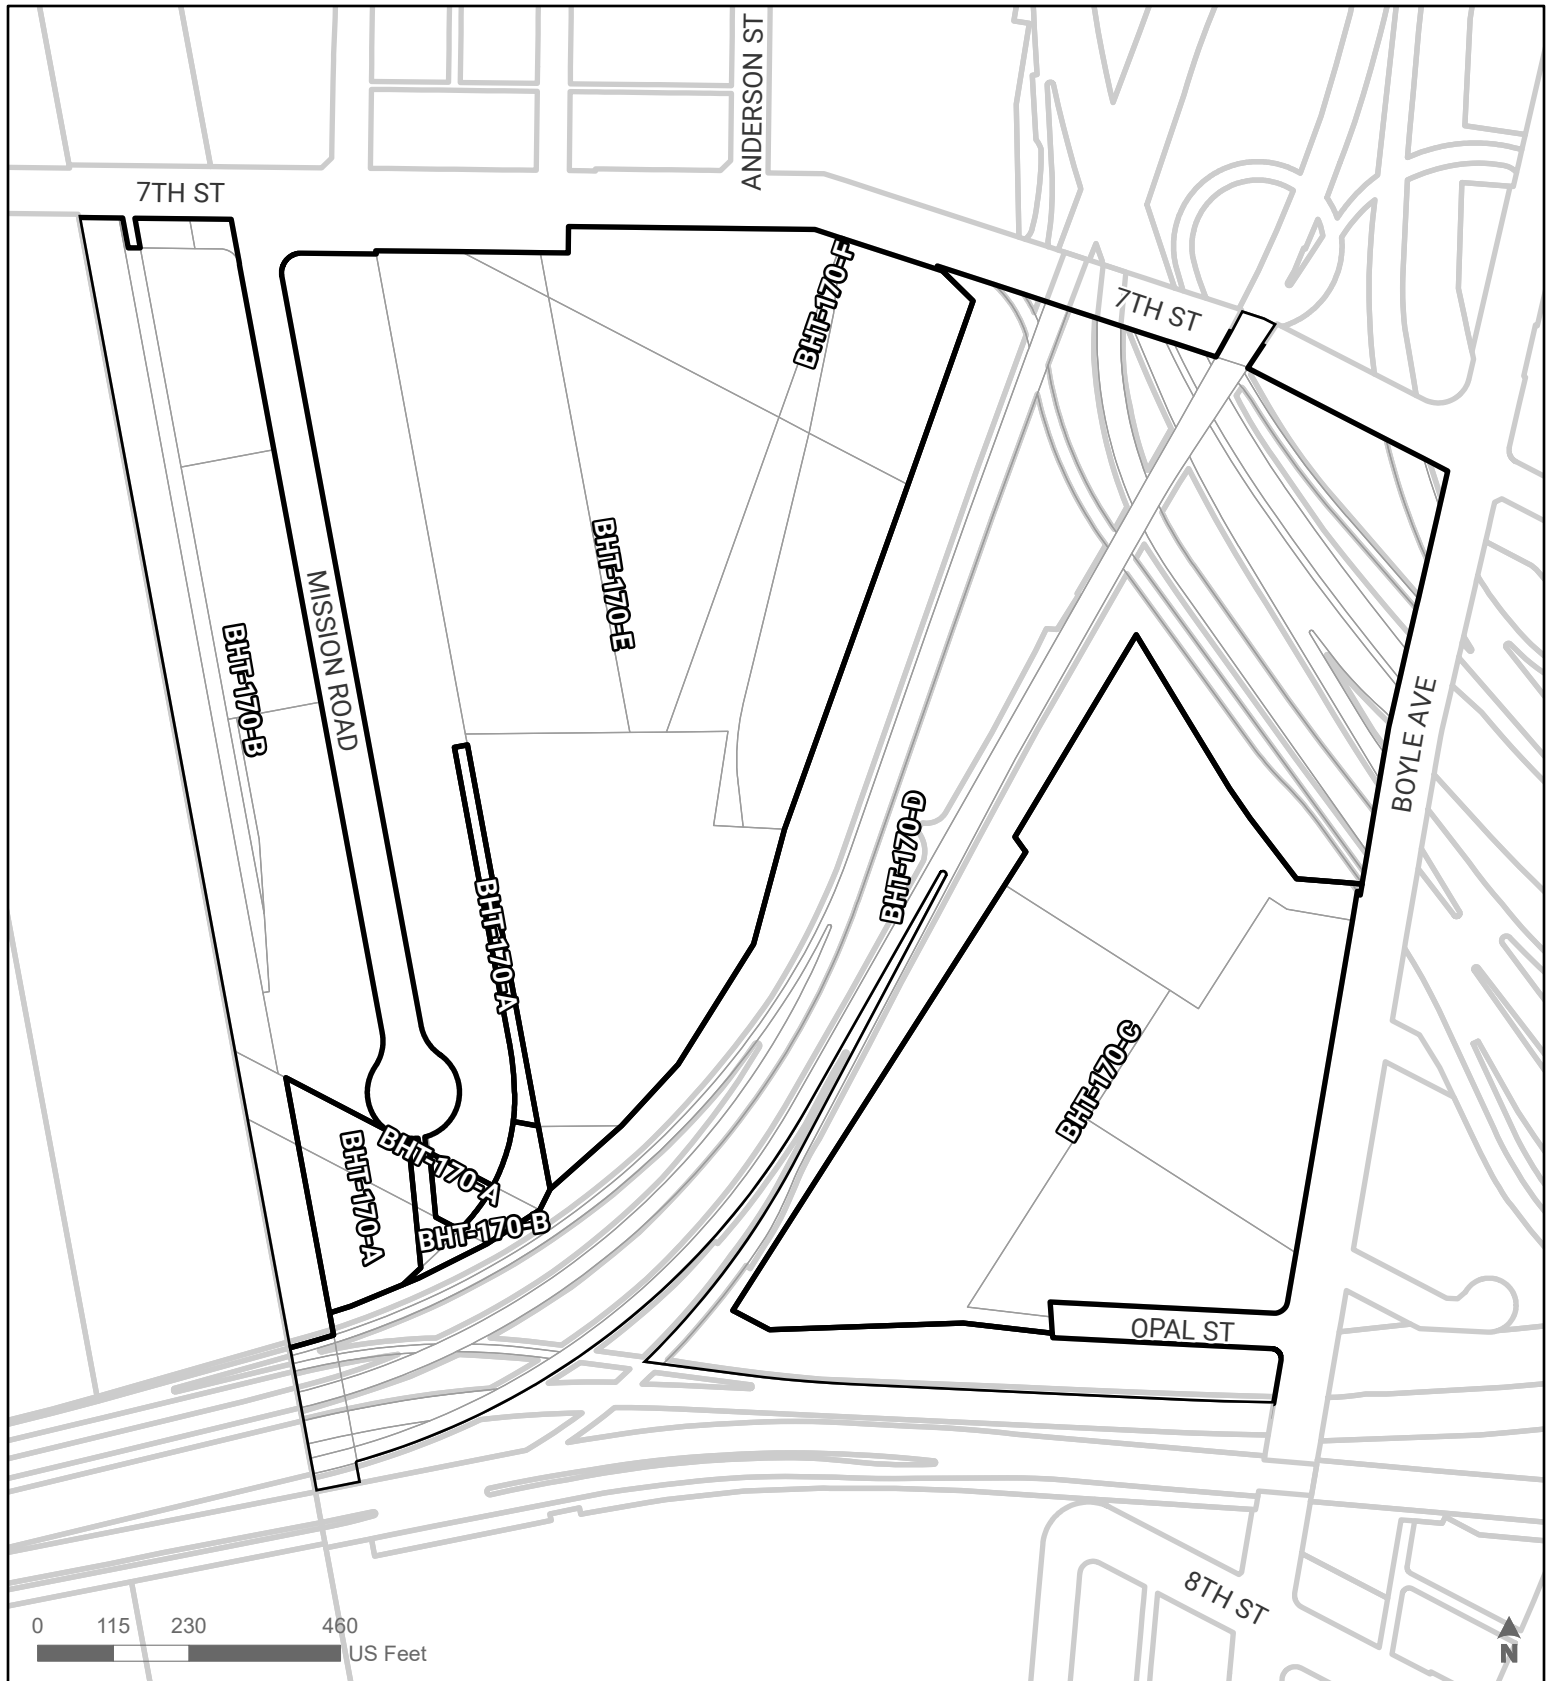 ANDERSON ST
7TH ST
BHT-170-F
7TH ST
BHT-170-E
MISSION ROAD
BHT-170-B
BOYLE AVE
BHT-170-D
BHT-170-A
BHT-170-C
BHT-170-A
BHT-170-A
BHT-170-B
OPAL ST
8TH ST
0 115 230 460
US Feet
N